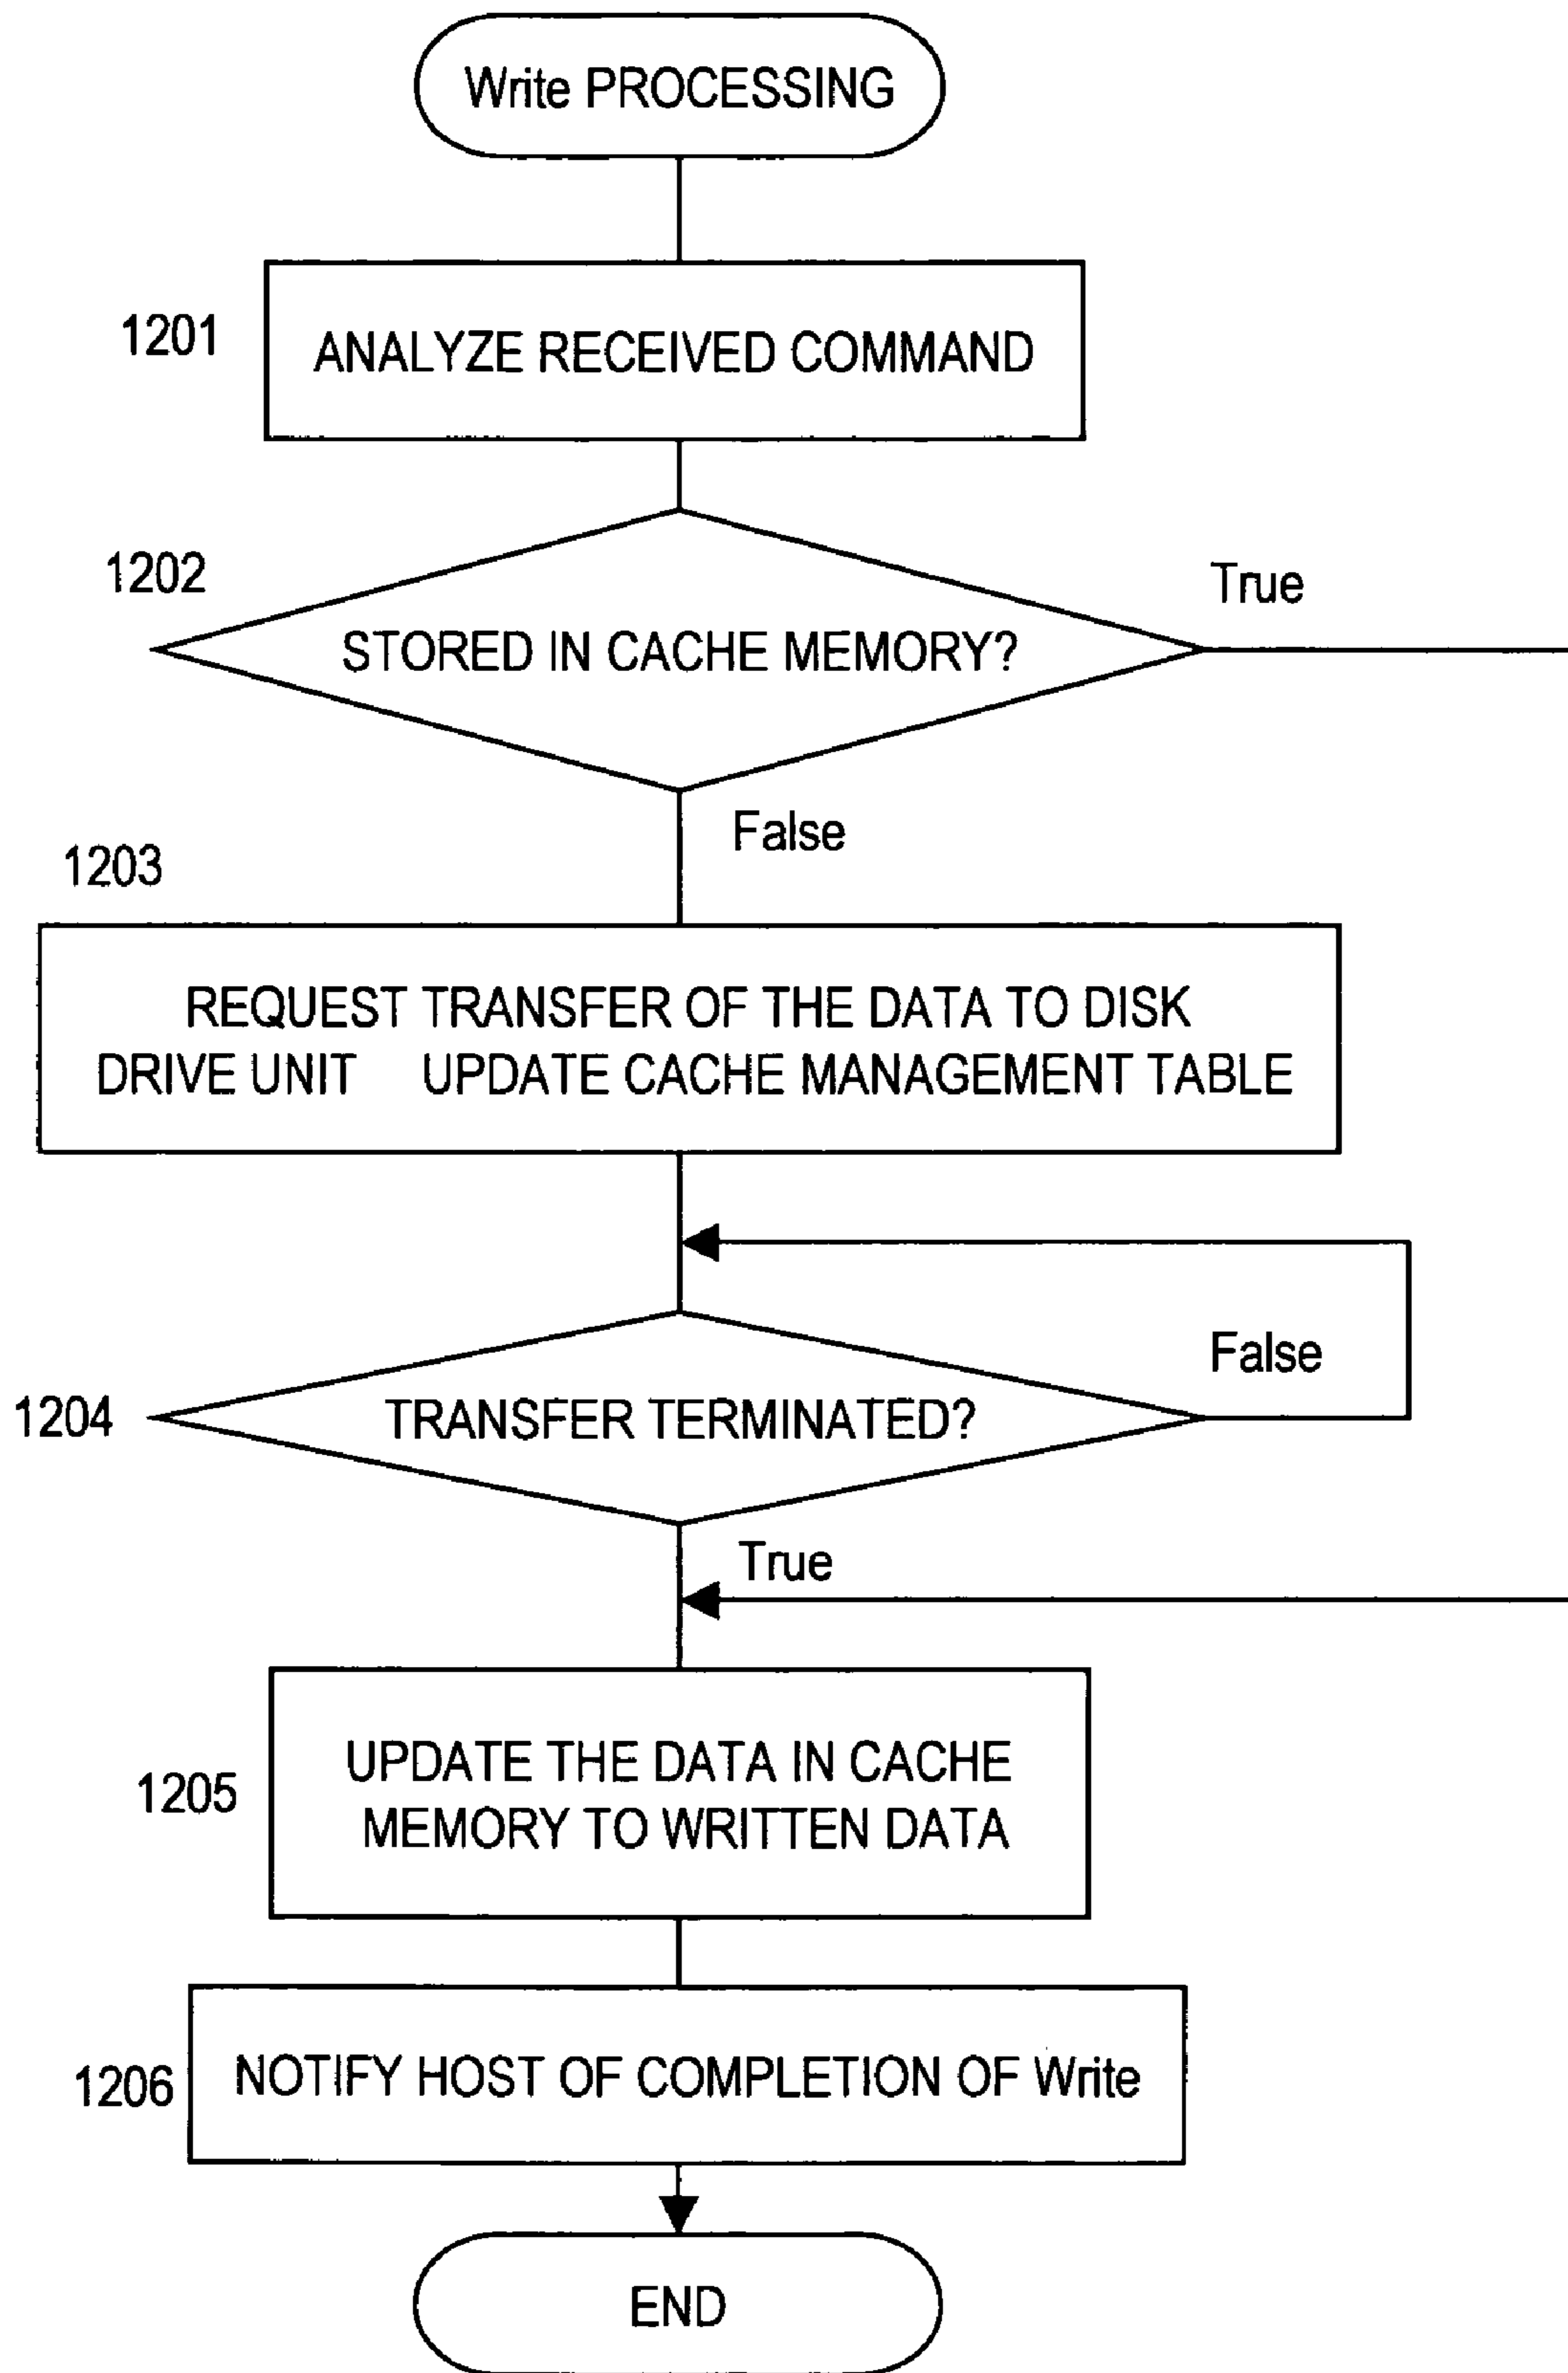 Write PROCESSING
1201
ANALYZE RECEIVED COMMAND
1202
True
STORED IN CACHE MEMORY?
False
1203
REQUEST TRANSFER OF THE DATA TO DISK
DRIVE UNIT UPDATE CACHE MANAGEMENT TABLE
False
1204
TRANSFER TERMINATED?
True
1205
UPDATE THE DATA IN CACHE
MEMORY TO WRITTEN DATA
1206
NOTIFY HOST OF COMPLETION OF Write
END